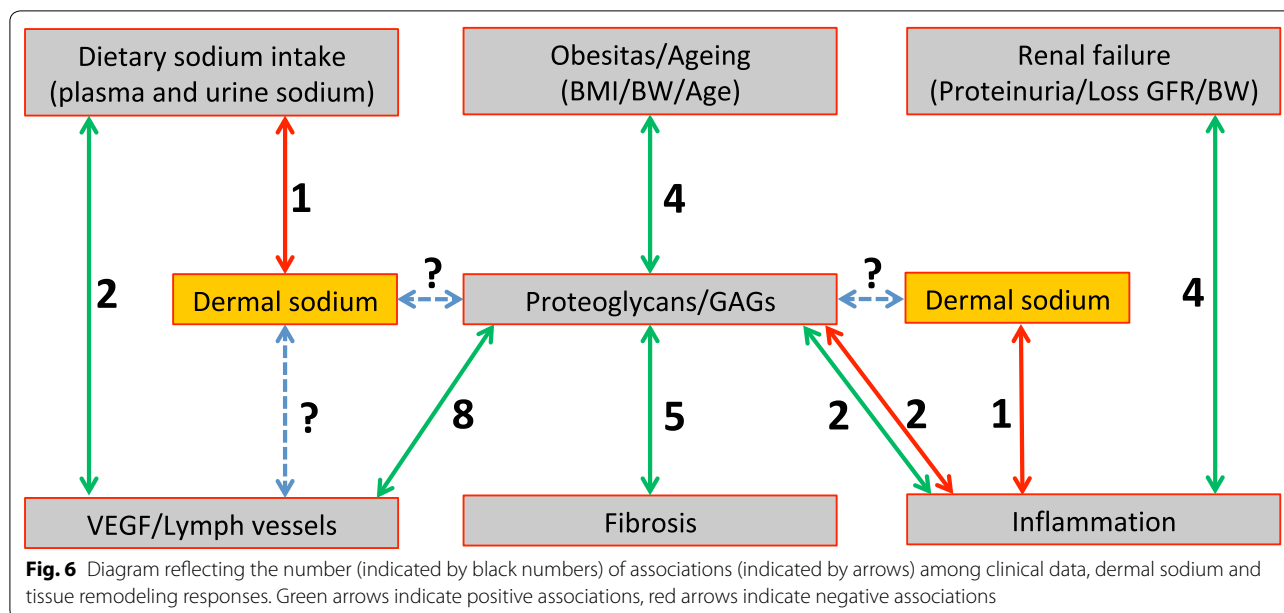 Dietary sodium intake
(plasma and urine sodium)
Obesitas/Ageing
(BMI/BW/Age)
Renal failure
(Proteinuria/Loss GFR/BW)
1
4
2
Dermal sodium
?
Proteoglycans/GAGs
?
Dermal sodium
4
?
8
5
2
2
1
VEGF/Lymph vessels
Fibrosis
Inflammation
Fig. 6 Diagram reflecting the number (indicated by black numbers) of associations (indicated by arrows) among clinical data, dermal sodium and
tissue remodeling responses. Green arrows indicate positive associations, red arrows indicate negative associations